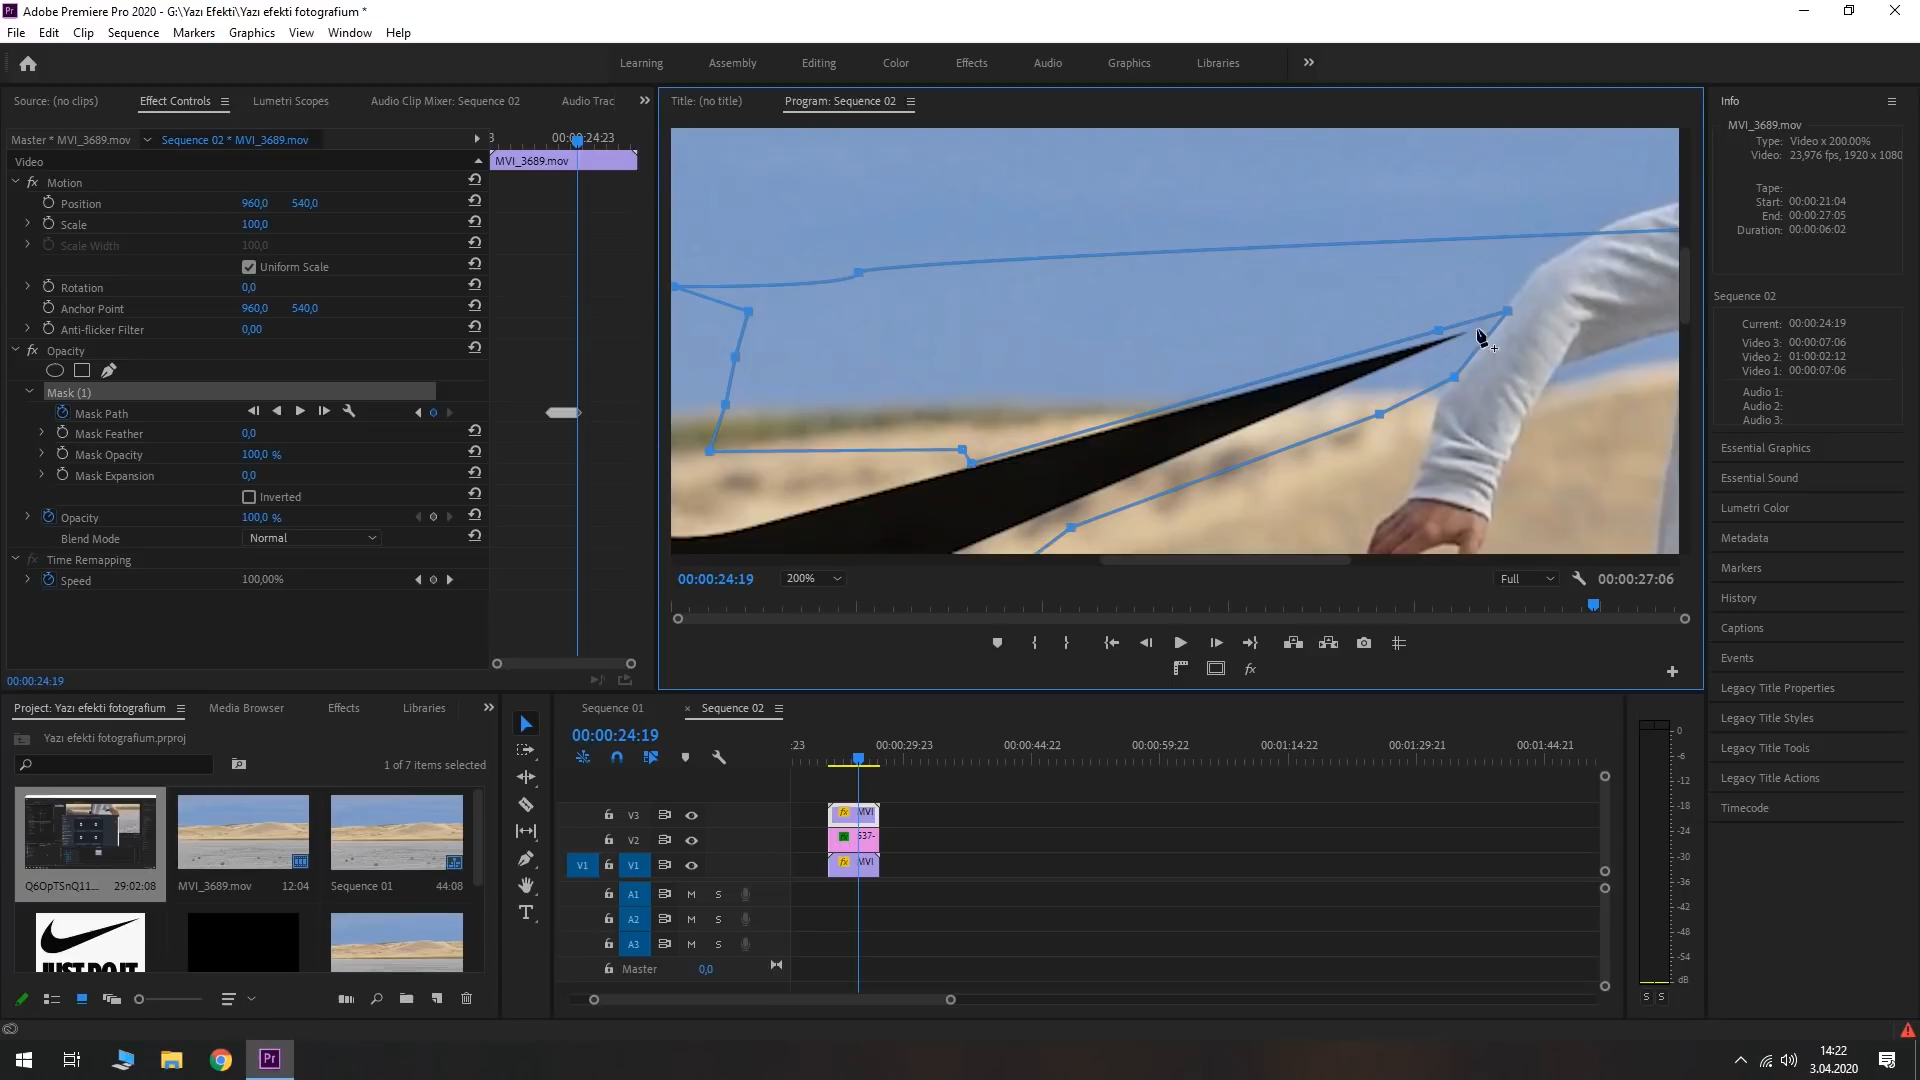 Adobe Premiere Pro 2020 - G:\Yazı Efekti\Yazı efekti fotografium *
File Edit Clip Sequence Markers Graphics View Window Help
Learning Assembly Editing Color Effects Audio Graphics Libraries
Source: (no clips) Effect Controls Lumetri Scopes Audio Clip Mixer: Sequence 02 Audio Trac
Title: (no title) Program: Sequence 02
Info
MVI_3689.mov
Type: Video x 200.00%
Video: 23,976 fps, 1920 x 1080
Tape:
Start: 00:00:21:04
End: 00:00:27:05
Duration: 00:00:06:02
Sequence 02
Current: 00:00:24:19
Video 3: 00:00:07:06
Video 2: 01:00:02:12
Video 1: 00:00:07:06
Audio 1:
Audio 2:
Audio 3:
Essential Graphics
Essential Sound
Lumetri Color
Metadata
Markers
History
Captions
Events
Legacy Title Properties
Legacy Title Styles
Legacy Title Tools
Legacy Title Actions
Timecode
Master * MVI_3689.mov Sequence 02 * MVI_3689.mov
3 00:00:24:23
Video
MVI_3689.mov
fx Motion
Position 960,0 540,0
Scale 100,0
Scale Width 100,0
Uniform Scale
Rotation 0,0
Anchor Point 960,0 540,0
Anti-flicker Filter 0,00
fx Opacity
Mask (1)
Mask Path
Mask Feather 0,0
Mask Opacity 100,0 %
Mask Expansion 0,0
Inverted
Opacity 100,0 %
Blend Mode Normal
fx Time Remapping
Speed 100,00%
00:00:24:19
00:00:24:19 200% Full 00:00:27:06
fx
Project: Yazı efekti fotografium Media Browser Effects Libraries
Yazı efekti fotografium.prproj
1 of 7 items selected
Q6OpTSnQ11... 29:02:08
MVI_3689.mov 12:04
Sequence 01 44:08
JUST DO IT
Sequence 01 × Sequence 02
00:00:24:19
:23 00:00:29:23 00:00:44:22 00:00:59:22 00:01:14:22 00:01:29:21 00:01:44:21
V3 fx MVI
V2 fx 537-
V1 V1 fx MVI
A1 M S
A2 M S
A3 M S
Master 0,0
0
-6
-12
-18
-24
-30
-36
-42
-48
-54
dB
S S
Pr
14:22
3.04.2020